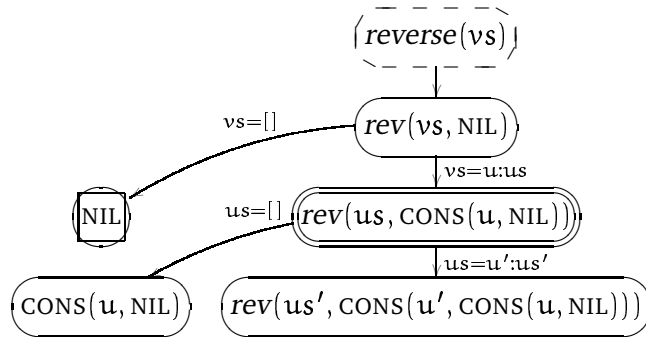 reverse(vs)
vs=[]
rev(vs, NIL)
vs=u:us
NIL
us=[]
rev(us, CONS(u, NIL))
us=u′:us′
CONS(u, NIL)
rev(us′, CONS(u′, CONS(u, NIL)))